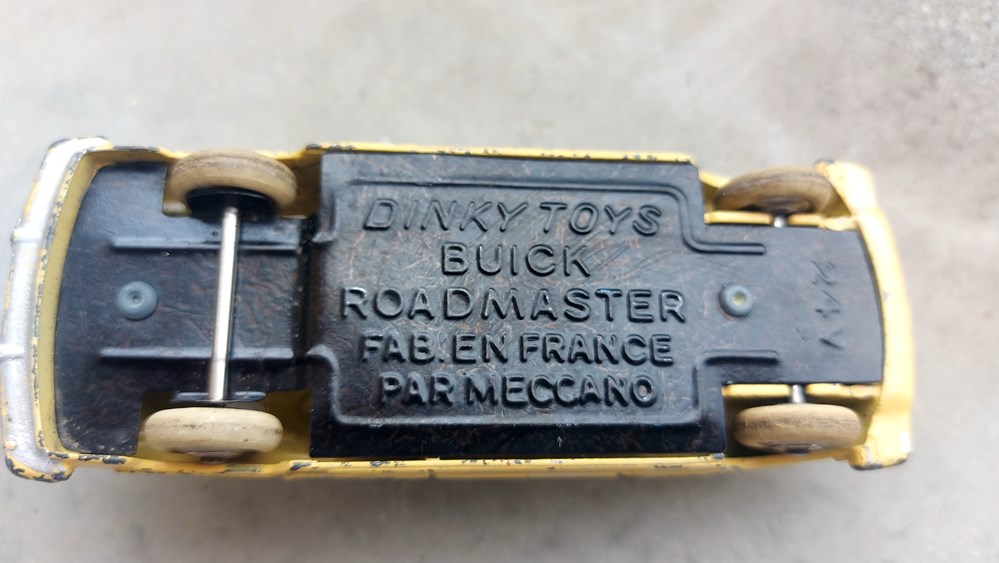 DINKY TOYS
BUICK
ROADMASTER
FAB. EN FRANCE
PAR MECCANO
24V